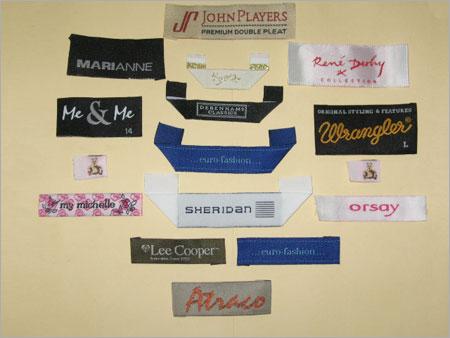 JOHN PLAYERS
PREMIUM DOUBLE PLEAT
MARIANNE
René Derhy
x
COLLECTION
DEBENHAMS
CLASSICS
Me & Me
14
ORIGINAL STYLING & FEATURES
Wrangler®
L
...euro-fashion...
my michelle
SHERIDAN
orsay
Lee Cooper
...euro-fashion...
Atraco